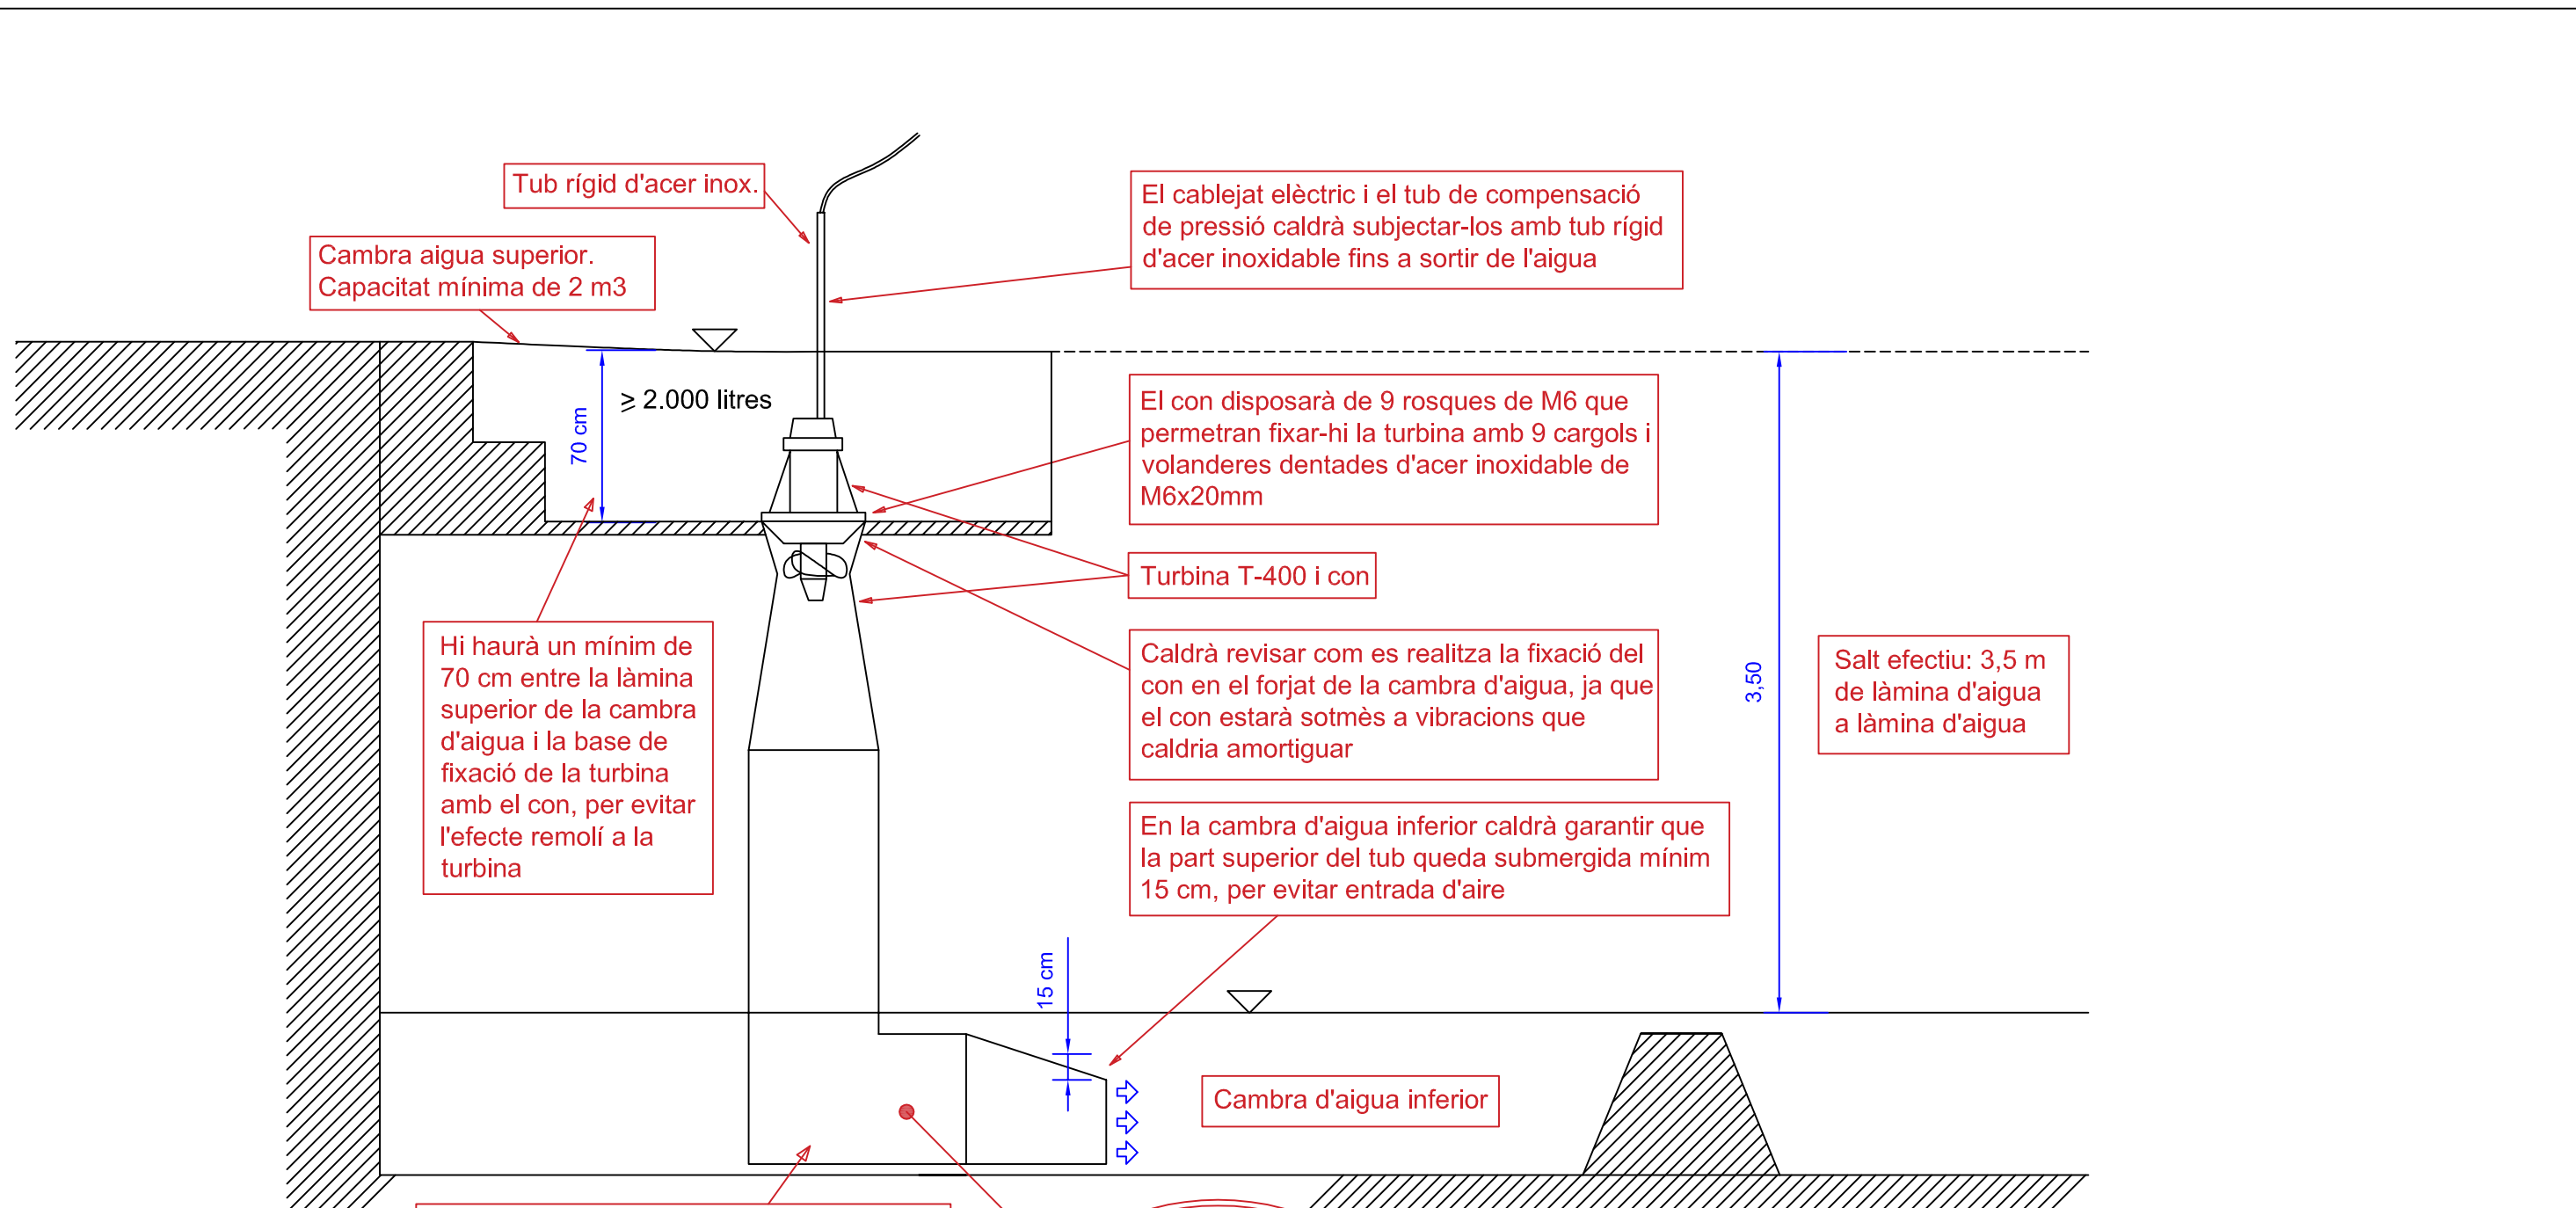 Tub rígid d'acer inox.
El cablejat elèctric i el tub de compensació
de pressió caldrà subjectar-los amb tub rígid
d'acer inoxidable fins a sortir de l'aigua
Cambra aigua superior.
Capacitat mínima de 2 m3
≥ 2.000 litres
70 cm
El con disposarà de 9 rosques de M6 que
permetran fixar-hi la turbina amb 9 cargols i
volanderes dentades d'acer inoxidable de
M6x20mm
Turbina T-400 i con
Hi haurà un mínim de
70 cm entre la làmina
superior de la cambra
d'aigua i la base de
fixació de la turbina
amb el con, per evitar
l'efecte remolí a la
turbina
Caldrà revisar com es realitza la fixació del
con en el forjat de la cambra d'aigua, ja que
el con estarà sotmès a vibracions que
caldria amortiguar
3,50
Salt efectiu: 3,5 m
de làmina d'aigua
a làmina d'aigua
En la cambra d'aigua inferior caldrà garantir que
la part superior del tub queda submergida mínim
15 cm, per evitar entrada d'aire
15 cm
Cambra d'aigua inferior